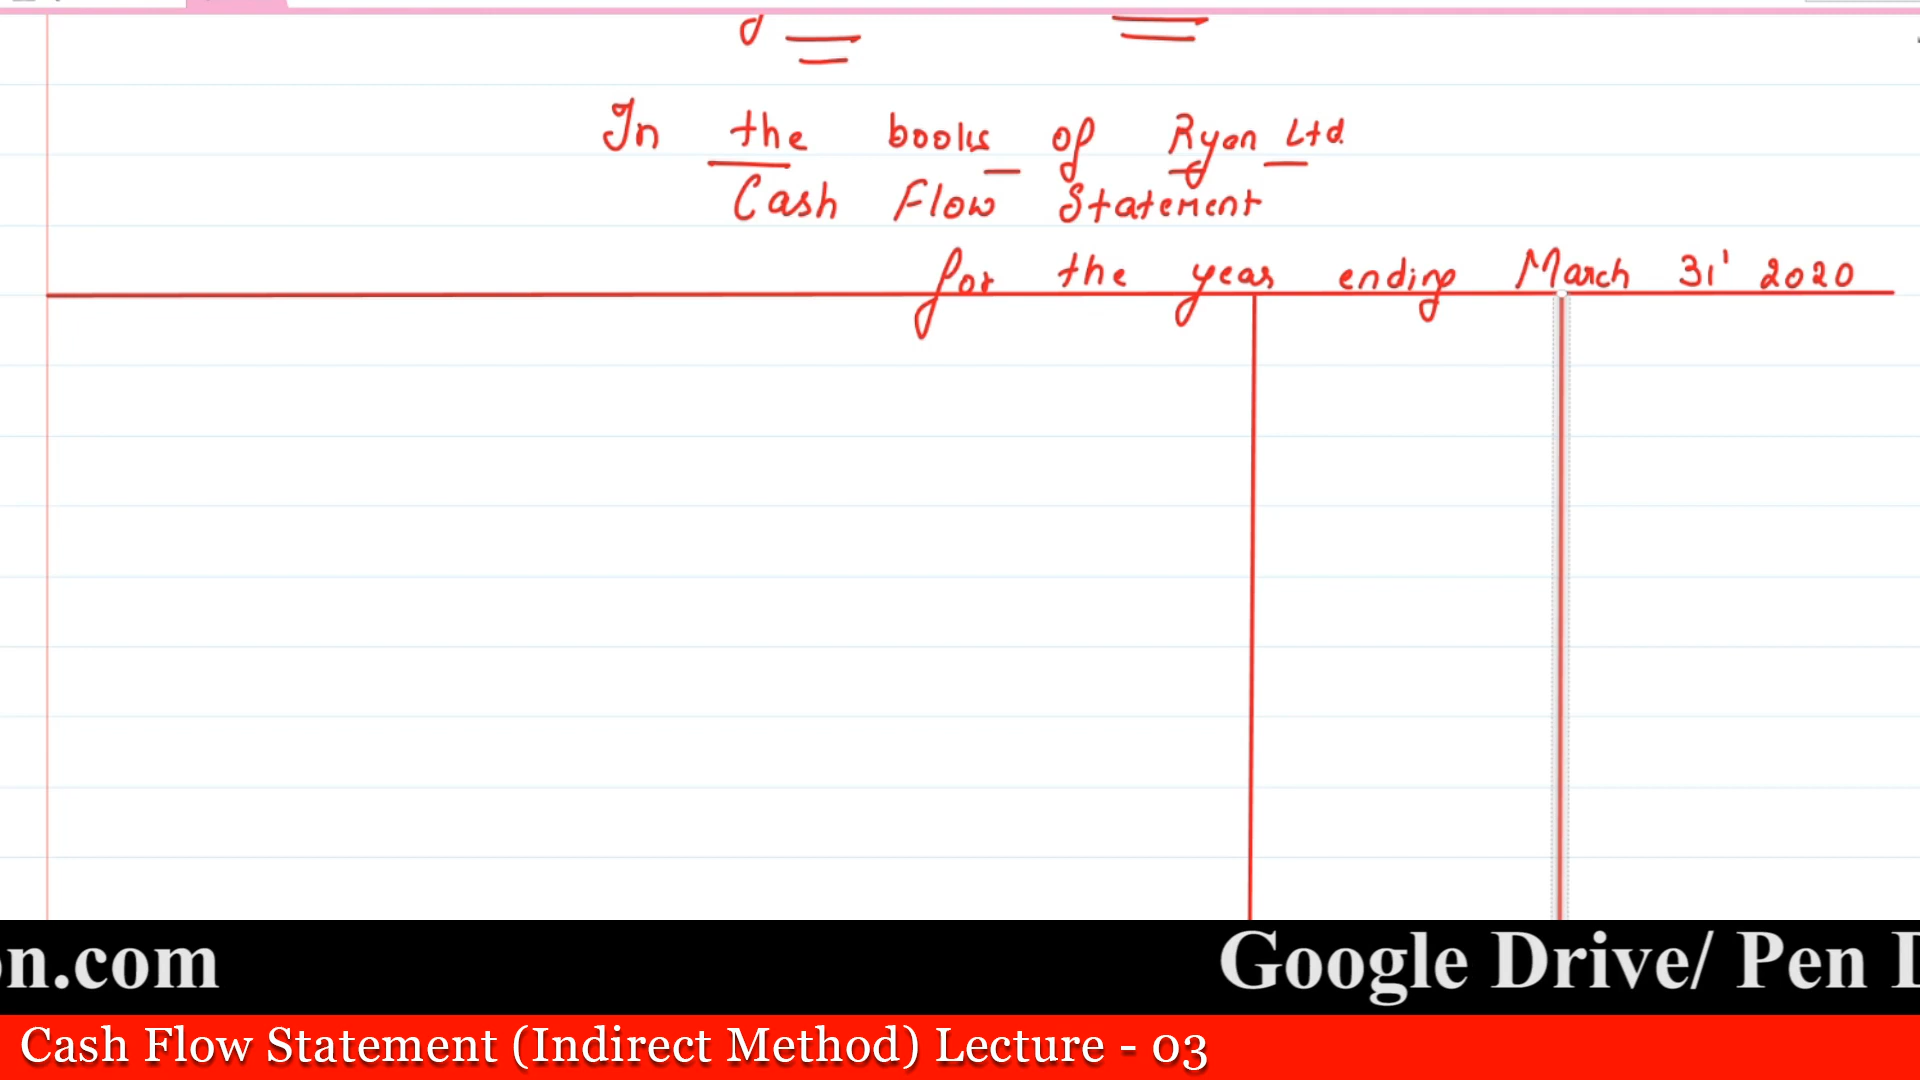 In the books of Ryan Ltd.
Cash Flow Statement
for the year ending March 31' 2020
on.com Google Drive/ Pen D
Cash Flow Statement (Indirect Method) Lecture - 03